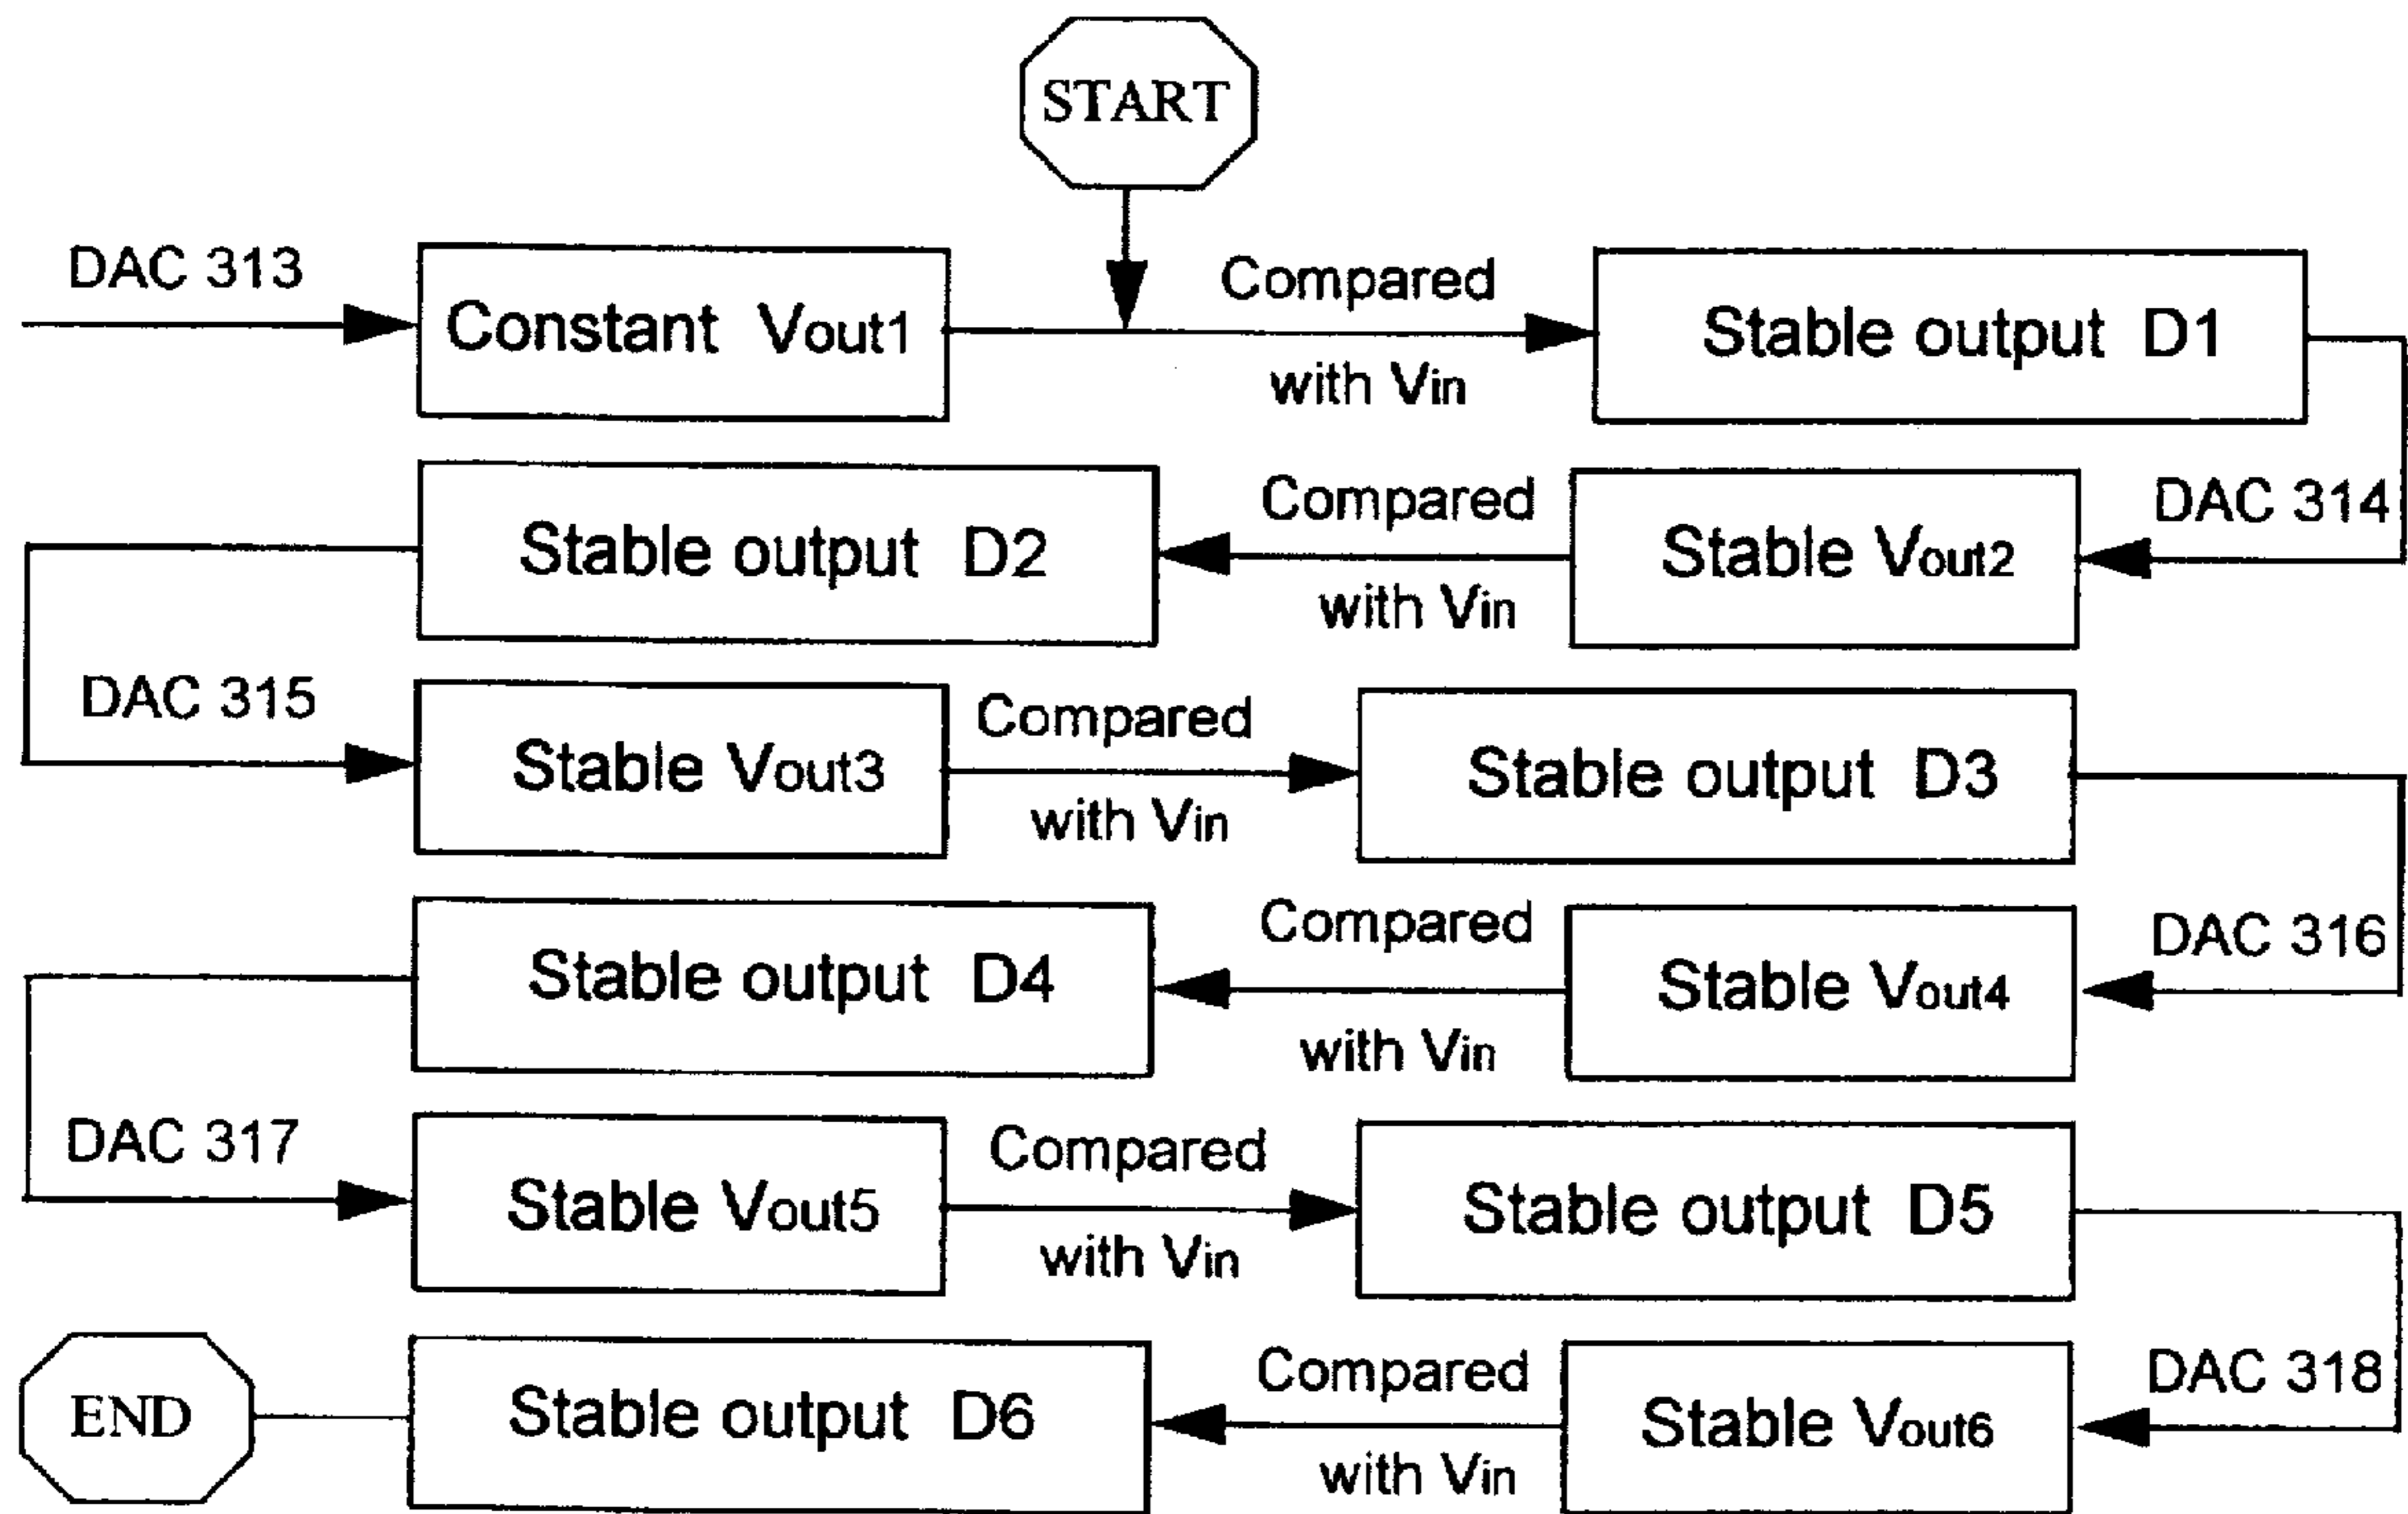 START
DAC 313
Constant Vout1
Compared
with Vin
Stable output D1
DAC 314
Stable Vout2
Compared
with Vin
Stable output D2
DAC 315
Stable Vout3
Compared
with Vin
Stable output D3
DAC 316
Stable Vout4
Compared
with Vin
Stable output D4
DAC 317
Stable Vout5
Compared
with Vin
Stable output D5
DAC 318
Stable Vout6
Compared
with Vin
Stable output D6
END